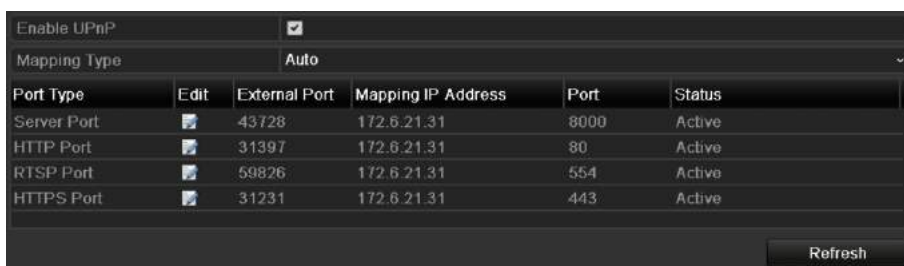 Enable UPnP
Mapping Type Auto
Port Type Edit External Port Mapping IP Address Port Status
Server Port 43728 172.6.21.31 8000 Active
HTTP Port 31397 172.6.21.31 80 Active
RTSP Port 59826 172.6.21.31 554 Active
HTTPS Port 31231 172.6.21.31 443 Active
Refresh